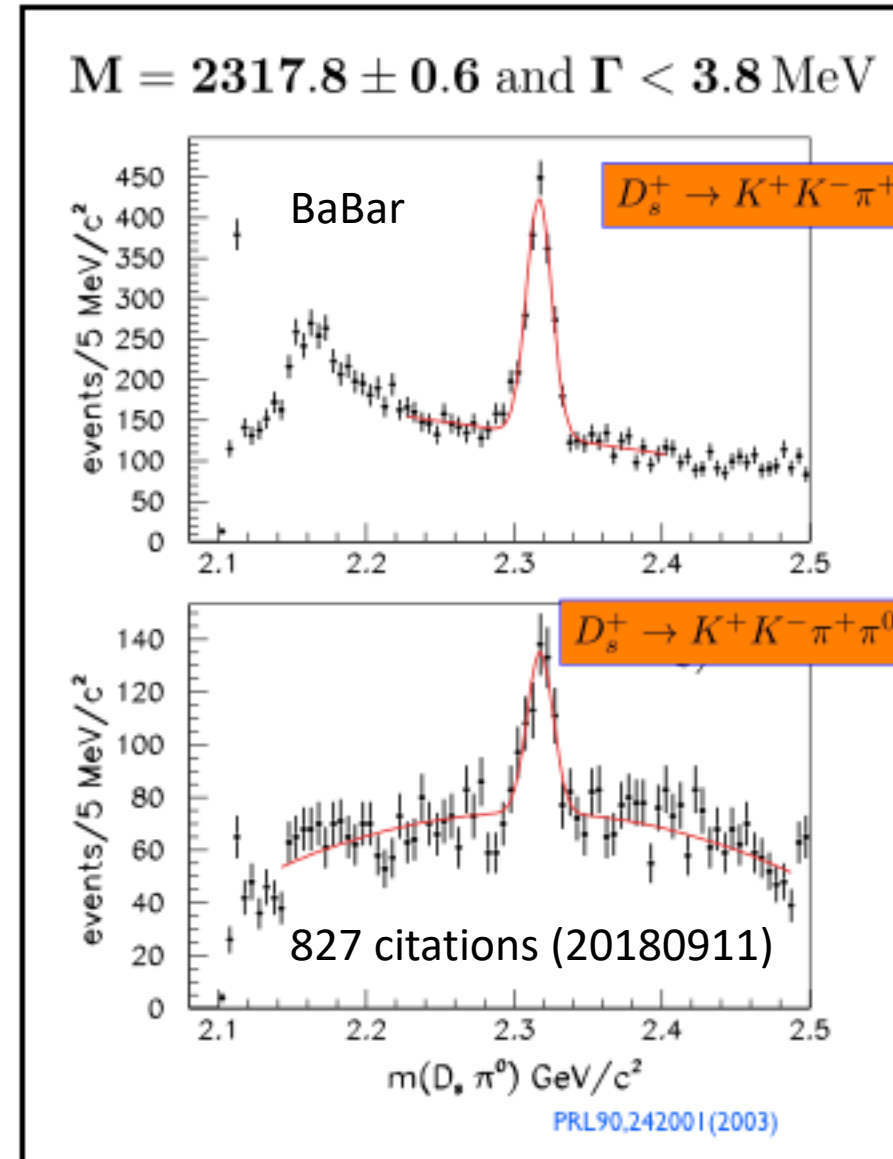 M = 2317.8 ± 0.6 and Γ < 3.8 MeV
BaBar
D_s^+ → K^+ K^- π^+
events/5 MeV/c²
450
400
350
300
250
200
150
100
50
0
2.1 2.2 2.3 2.4 2.5
D_s^+ → K^+ K^- π^+ π^0
events/5 MeV/c²
140
120
100
80
60
40
20
0
827 citations (20180911)
2.1 2.2 2.3 2.4 2.5
m(D_s π⁰) GeV/c²
PRL90,242001(2003)